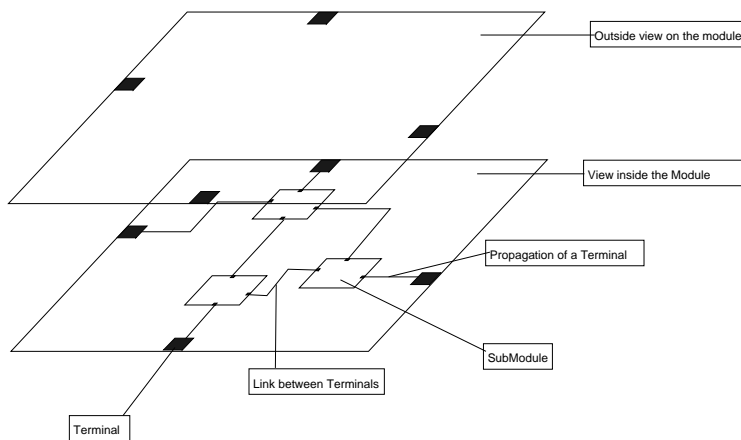 Outside view on the module
View inside the Module
Propagation of a Terminal
SubModule
Link between Terminals
Terminal